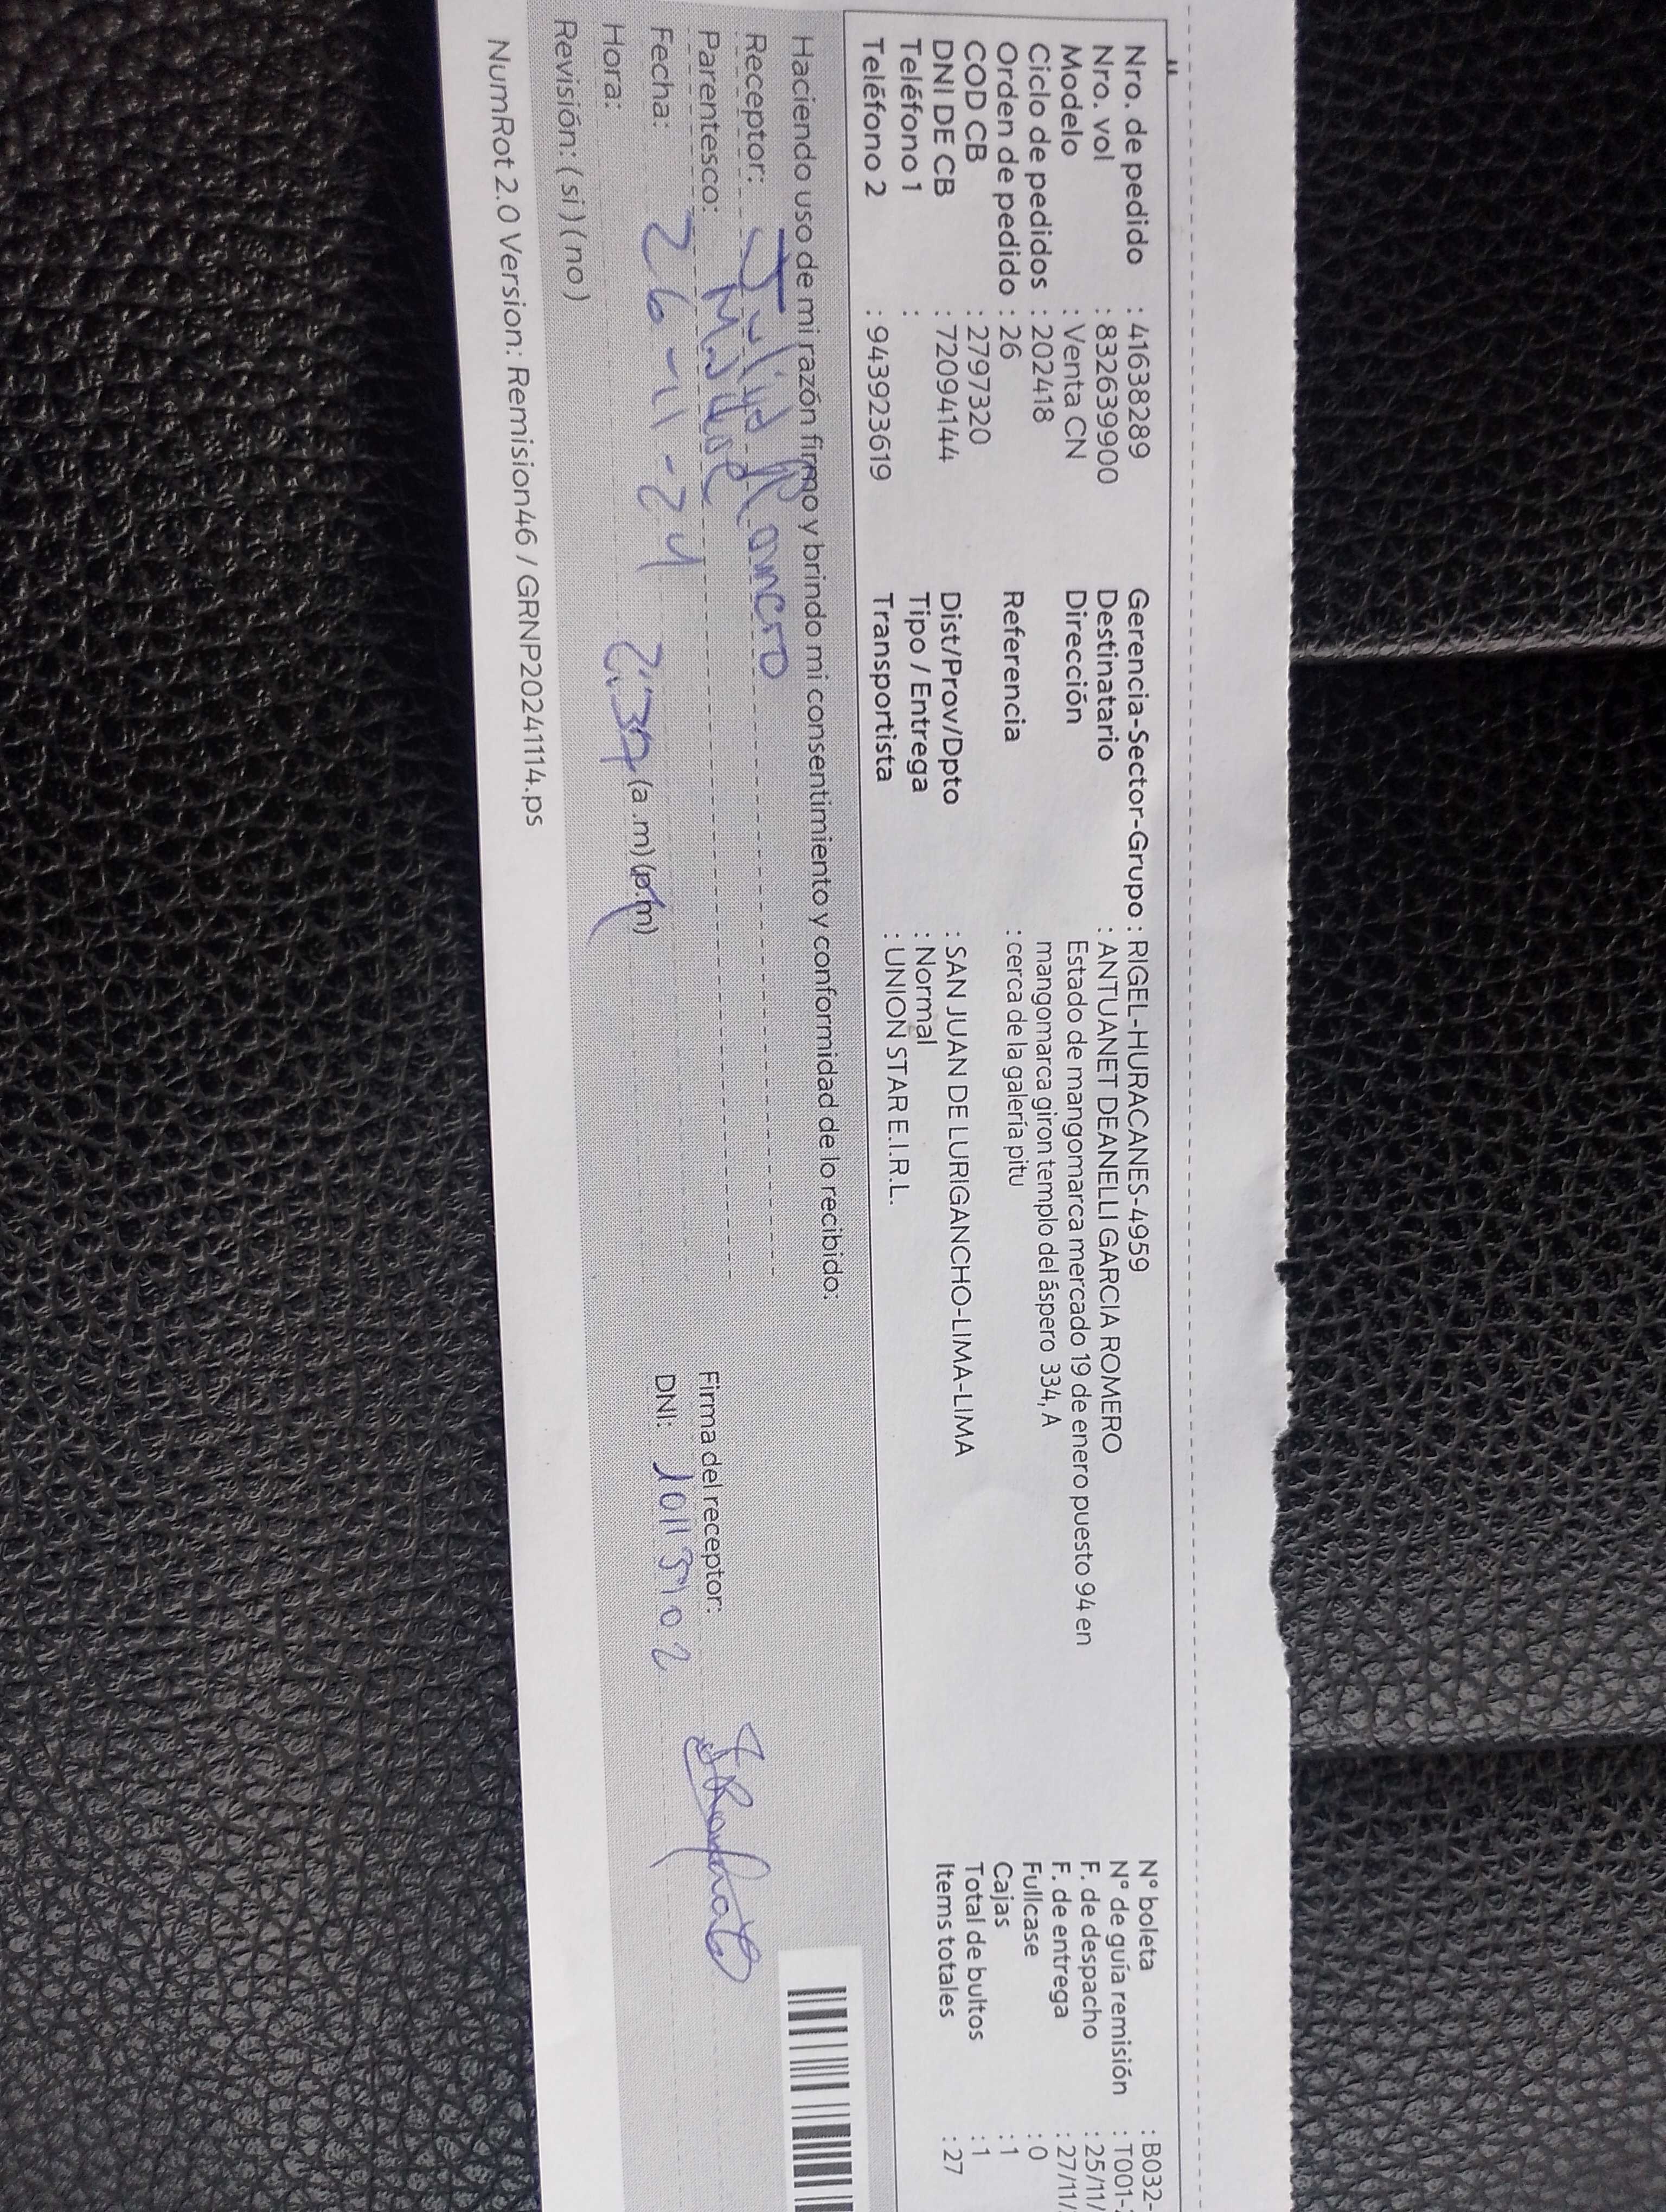 Nro. de pedido : 41638289
Nro. vol : 832639900
Modelo : Venta CN
Ciclo de pedidos : 202418
Orden de pedido : 26
COD CB : 2797320
DNI DE CB : 72094144
Teléfono 1 :
Teléfono 2 : 943923619
Gerencia-Sector-Grupo : RIGEL-HURACANES-4959
Destinatario : ANTUANET DEANELLI GARCIA ROMERO
Dirección Estado de mangomarca mercado 19 de enero puesto 94 en
mangomarca giron templo del áspero 334, A
Referencia : cerca de la galería pitu
Dist/Prov/Dpto : SAN JUAN DE LURIGANCHO-LIMA-LIMA
Tipo / Entrega : Normal
Transportista : UNION STAR E.I.R.L.
N° boleta : B032-
N° de guía remisión : T001-
F. de despacho : 25/11/
F. de entrega : 27/11/
Fullcase : 0
Cajas : 1
Total de bultos : 1
Items totales : 27
Haciendo uso de mi razón firmo y brindo mi consentimiento y conformidad de lo recibido:
Receptor:
Parentesco:
Fecha: 26-11-24
Hora: (a .m) (p.m)
Revisión: ( si ) ( no )
Firma del receptor:
DNI:
NumRot 2.0 Version: Remision46 / GRNP20241114.ps